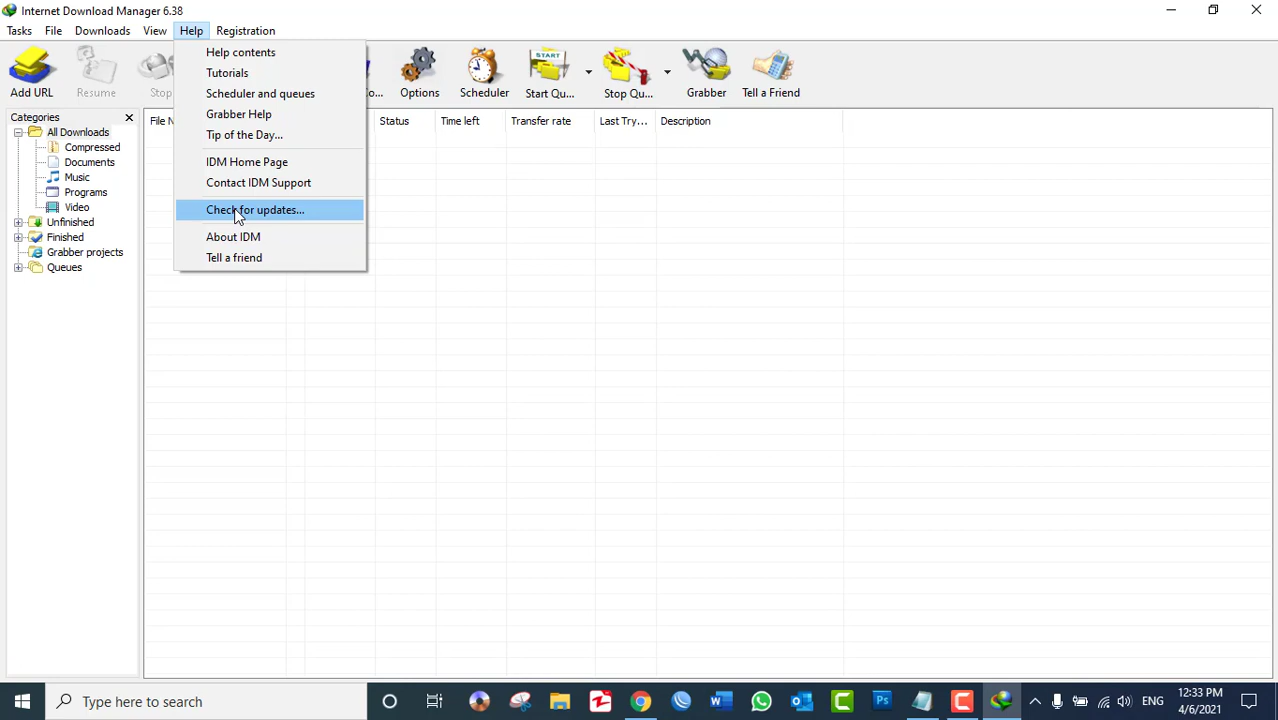 Internet Download Manager 6.38
Tasks File Downloads View Help Registration
Help contents
Tutorials
Scheduler and queues
Grabber Help
Tip of the Day...
IDM Home Page
Contact IDM Support
Check for updates...
About IDM
Tell a friend
Add URL Resume Stop Co... Options Scheduler START Start Qu... STOP Stop Qu... Grabber Tell a Friend
Categories
All Downloads
Compressed
Documents
Music
Programs
Video
Unfinished
Finished
Grabber projects
Queues
File N Status Time left Transfer rate Last Try... Description
Type here to search
ENG
12:33 PM
4/6/2021